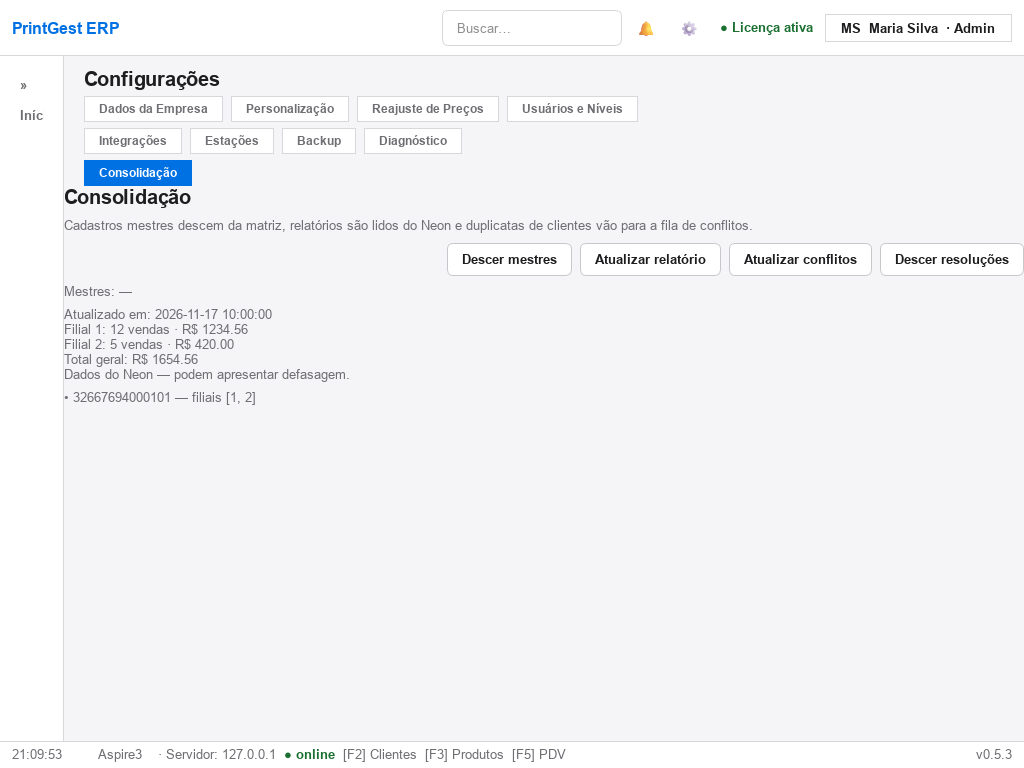 PrintGest ERP
Buscar…
● Licença ativa
MS Maria Silva · Admin
»
Iníc
Configurações
Dados da Empresa
Personalização
Reajuste de Preços
Usuários e Níveis
Integrações
Estações
Backup
Diagnóstico
Consolidação
Consolidação
Cadastros mestres descem da matriz, relatórios são lidos do Neon e duplicatas de clientes vão para a fila de conflitos.
Descer mestres
Atualizar relatório
Atualizar conflitos
Descer resoluções
Mestres: —
Atualizado em: 2026-11-17 10:00:00
Filial 1: 12 vendas · R$ 1234.56
Filial 2: 5 vendas · R$ 420.00
Total geral: R$ 1654.56
Dados do Neon — podem apresentar defasagem.
• 32667694000101 — filiais [1, 2]
21:09:53 Aspire3 · Servidor: 127.0.0.1 ● online [F2] Clientes [F3] Produtos [F5] PDV v0.5.3